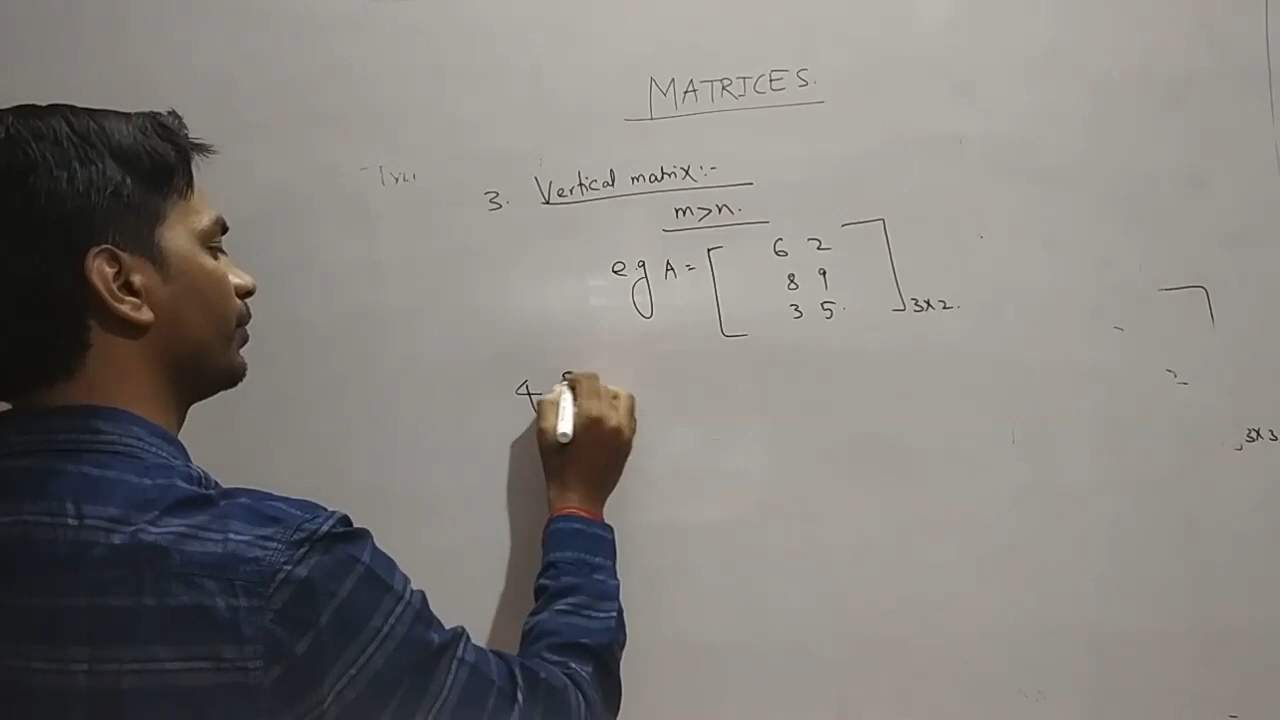 MATRICES.
3. Vertical matrix:-
m>n.
e.g A = [ 6 2
8 9
3 5. ] 3x2.
4
3x3